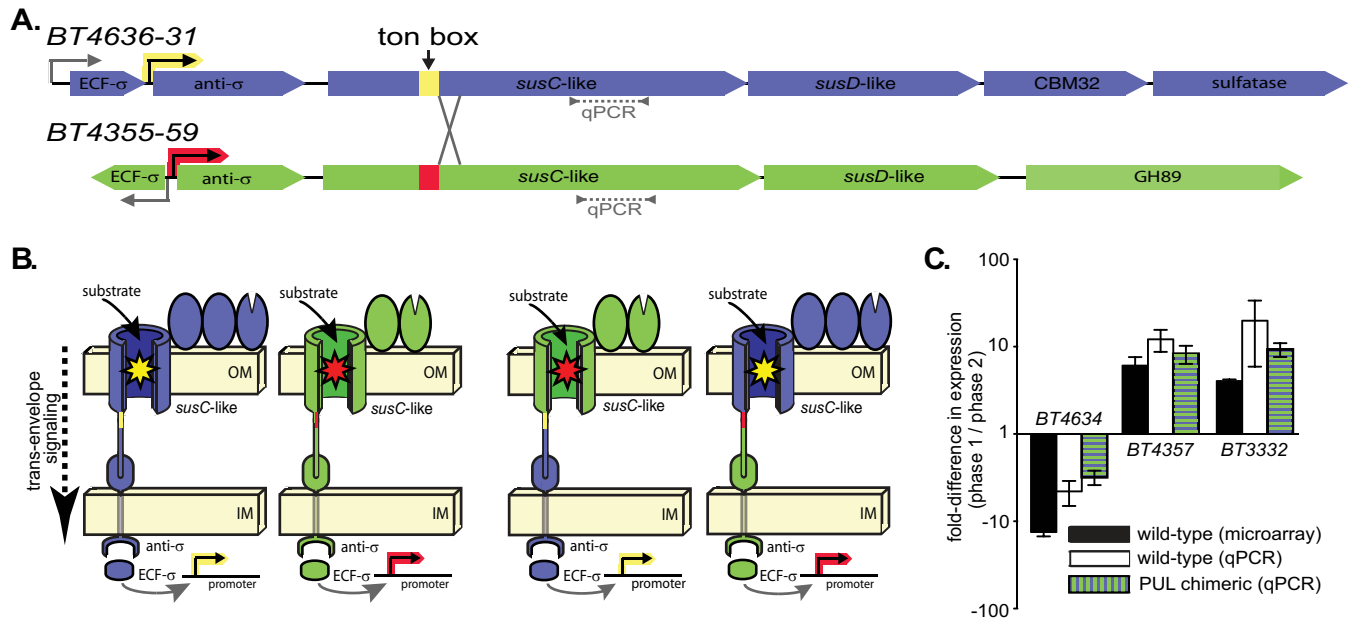 A.
BT4636-31
ton box
ECF-σ
anti-σ
susC-like
susD-like
CBM32
sulfatase
qPCR
BT4355-59
ECF-σ
anti-σ
susC-like
susD-like
GH89
qPCR
B.
substrate
substrate
substrate
substrate
trans-envelope
signaling
OM
OM
OM
OM
susC-like
susC-like
susC-like
susC-like
IM
IM
IM
IM
anti-σ
anti-σ
anti-σ
anti-σ
ECF-σ
ECF-σ
ECF-σ
ECF-σ
promoter
promoter
promoter
promoter
C.
fold-difference in expression
(phase 1 / phase 2)
100
10
1
-10
-100
BT4634
BT4357
BT3332
wild-type (microarray)
wild-type (qPCR)
PUL chimeric (qPCR)